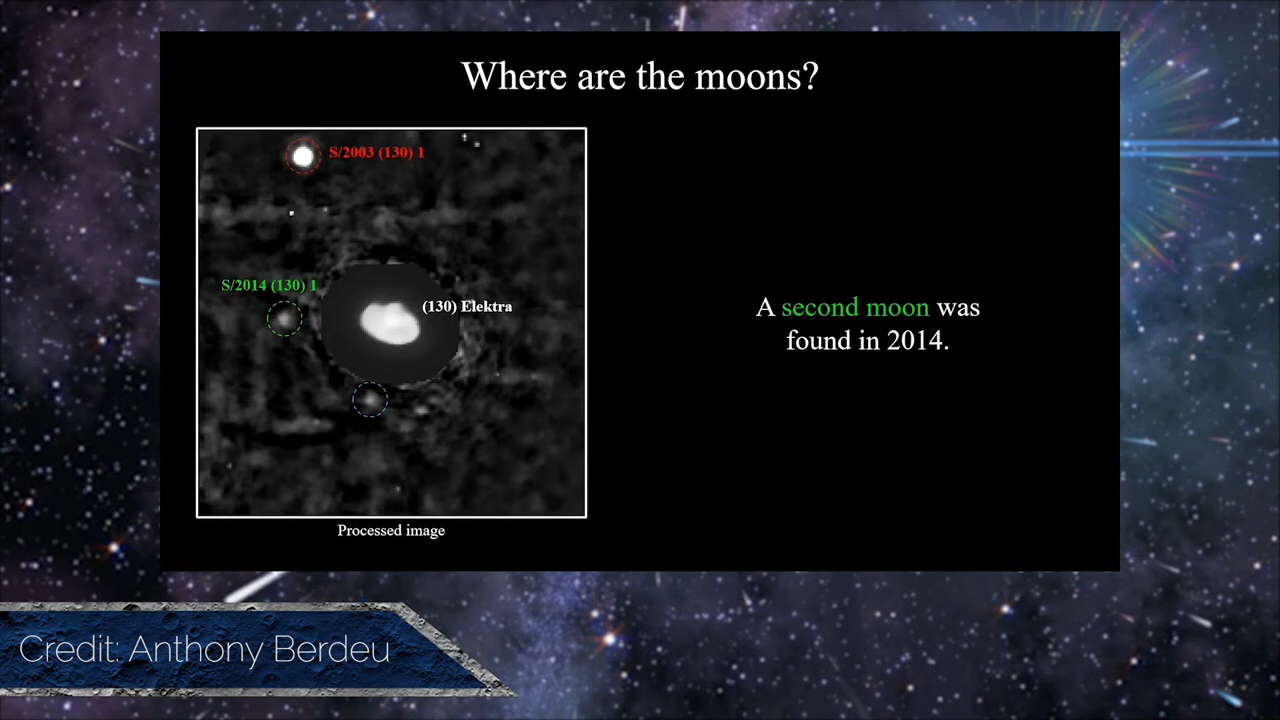 Where are the moons?
S/2003 (130) 1
S/2014 (130) 1
(130) Elektra
A second moon was
found in 2014.
Processed image
Credit: Anthony Berdeu